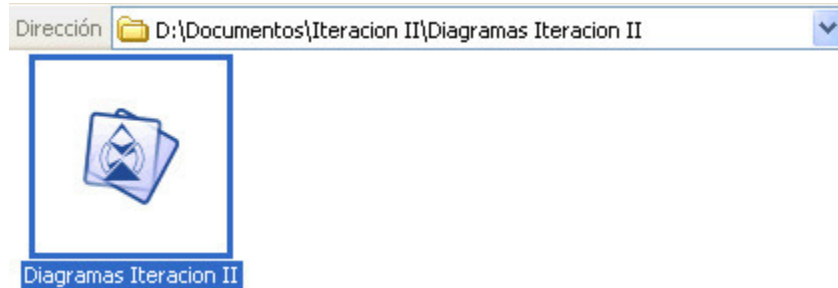 Dirección D:\Documentos\Iteracion II\Diagramas Iteracion II
Diagramas Iteracion II